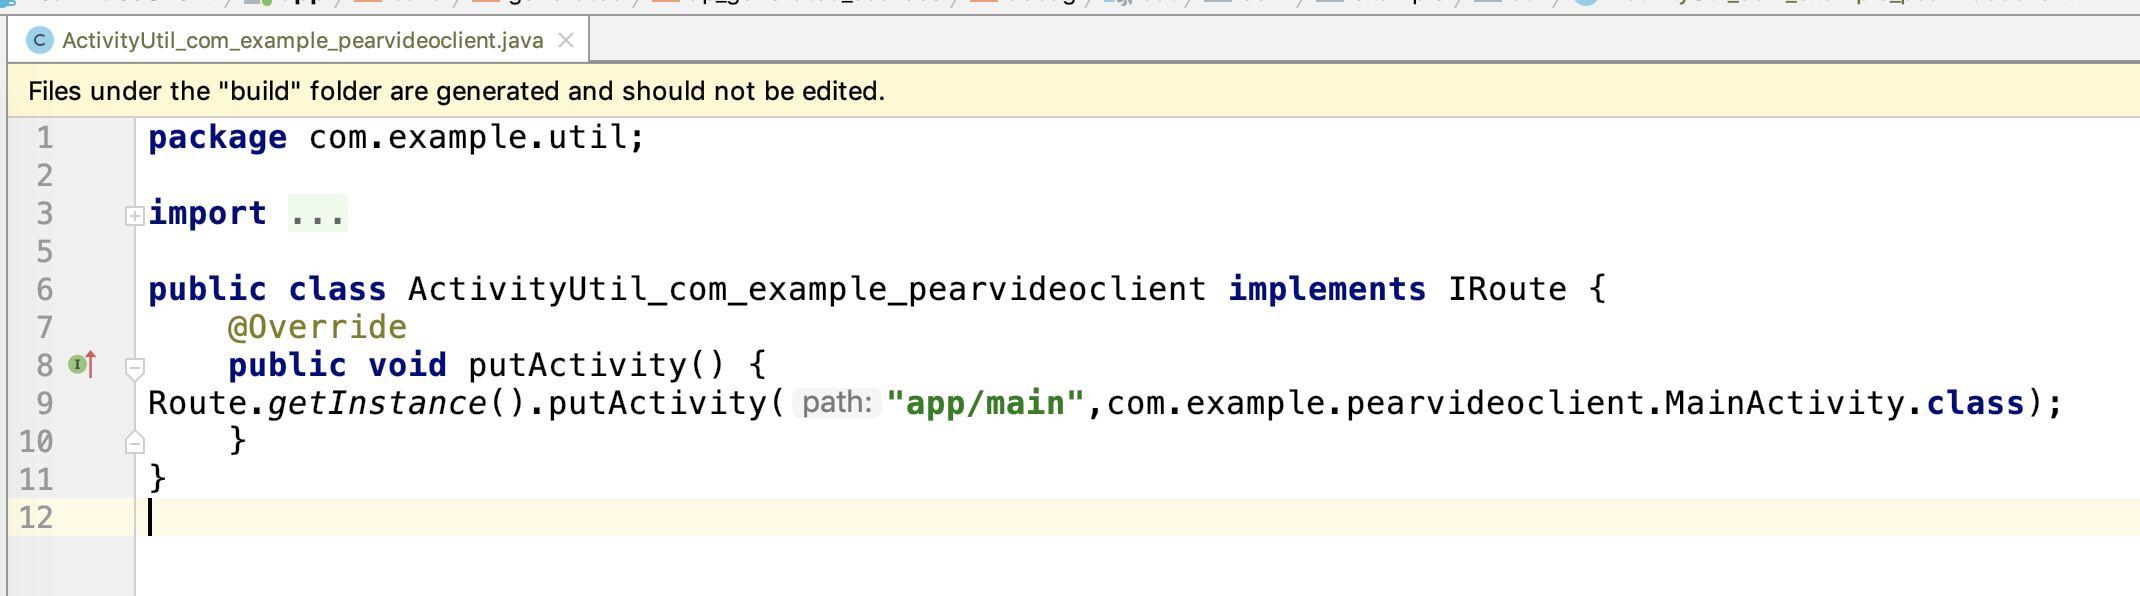 ActivityUtil_com_example_pearvideoclient.java
Files under the "build" folder are generated and should not be edited.
1 package com.example.util;
2
3 import ...
5
6 public class ActivityUtil_com_example_pearvideoclient implements IRoute {
7 @Override
8 public void putActivity() {
9 Route.getInstance().putActivity( path: "app/main",com.example.pearvideoclient.MainActivity.class);
10 }
11 }
12